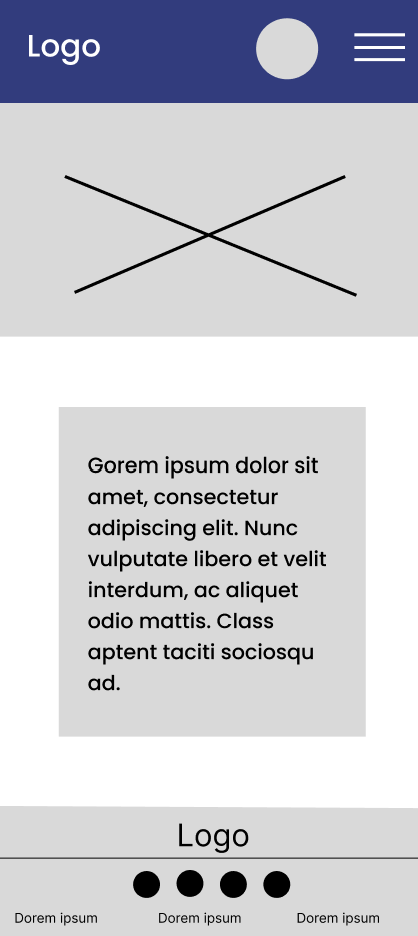 Logo
Gorem ipsum dolor sit
amet, consectetur
adipiscing elit. Nunc
vulputate libero et velit
interdum, ac aliquet
odio mattis. Class
aptent taciti sociosqu
ad.
Logo
Dorem ipsum Dorem ipsum Dorem ipsum